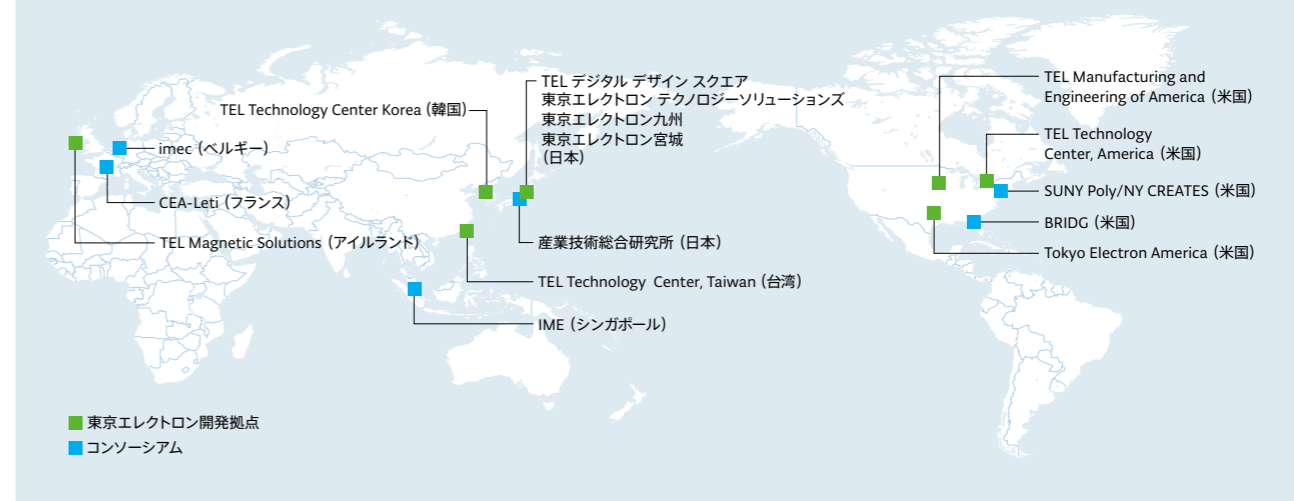 TEL Technology Center Korea（韓国）
imec（ベルギー）
CEA-Leti（フランス）
TEL Magnetic Solutions（アイルランド）
TEL デジタル デザイン スクエア
東京エレクトロン テクノロジーソリューションズ
東京エレクトロン九州
東京エレクトロン宮城
（日本）
産業技術総合研究所（日本）
TEL Technology Center, Taiwan（台湾）
IME（シンガポール）
TEL Manufacturing and
Engineering of America（米国）
TEL Technology
Center, America（米国）
SUNY Poly/NY CREATES（米国）
BRIDG（米国）
Tokyo Electron America（米国）
東京エレクトロン開発拠点
コンソーシアム